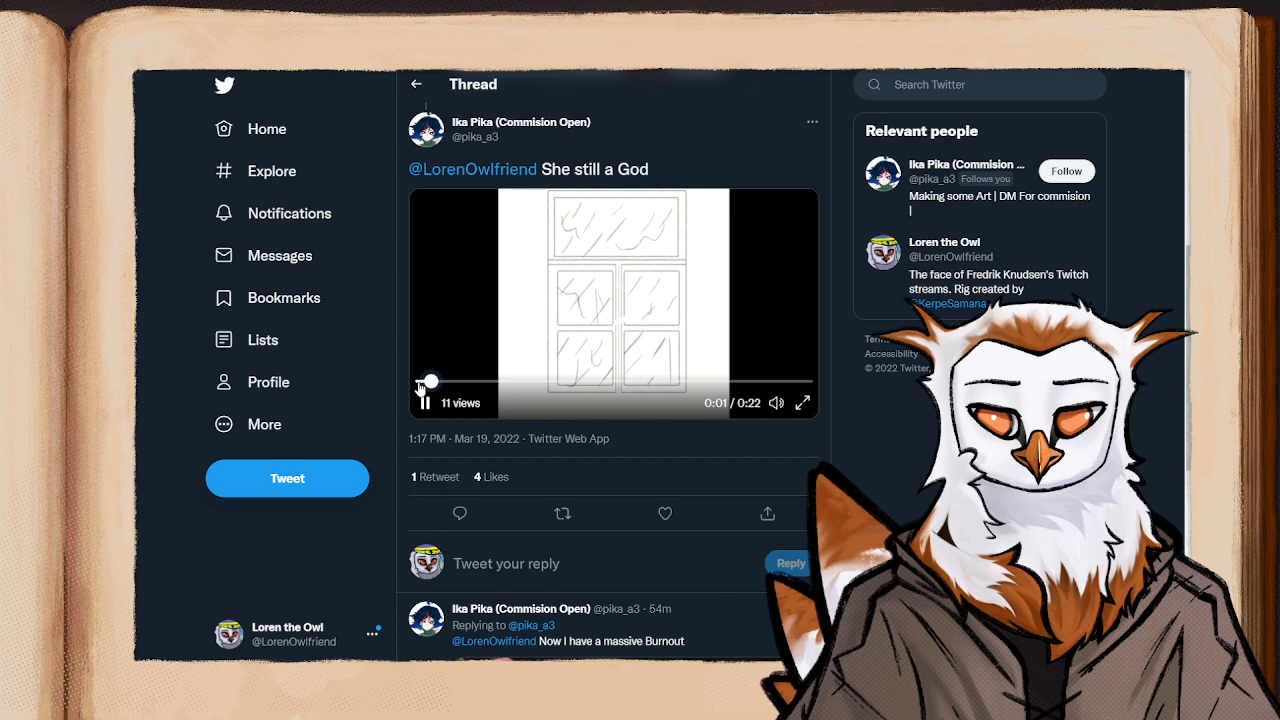 Home
Explore
Notifications
Messages
Bookmarks
Lists
Profile
More
Tweet
Loren the Owl
@LorenOwlfriend
Thread
Ika Pika (Commision Open)
@pika_a3
@LorenOwlfriend She still a God
11 views
0:01 / 0:22
1:17 PM · Mar 19, 2022 · Twitter Web App
1 Retweet 4 Likes
Tweet your reply
Reply
Ika Pika (Commision Open) @pika_a3 · 54m
Replying to @pika_a3
@LorenOwlfriend Now I have a massive Burnout
Search Twitter
Relevant people
Ika Pika (Commision ...
@pika_a3 Follows you
Follow
Making some Art | DM For commision
|
Loren the Owl
@LorenOwlfriend
The face of Fredrik Knudsen's Twitch
streams. Rig created by
@KerpeSamana
Accessibility
© 2022 Twitter,